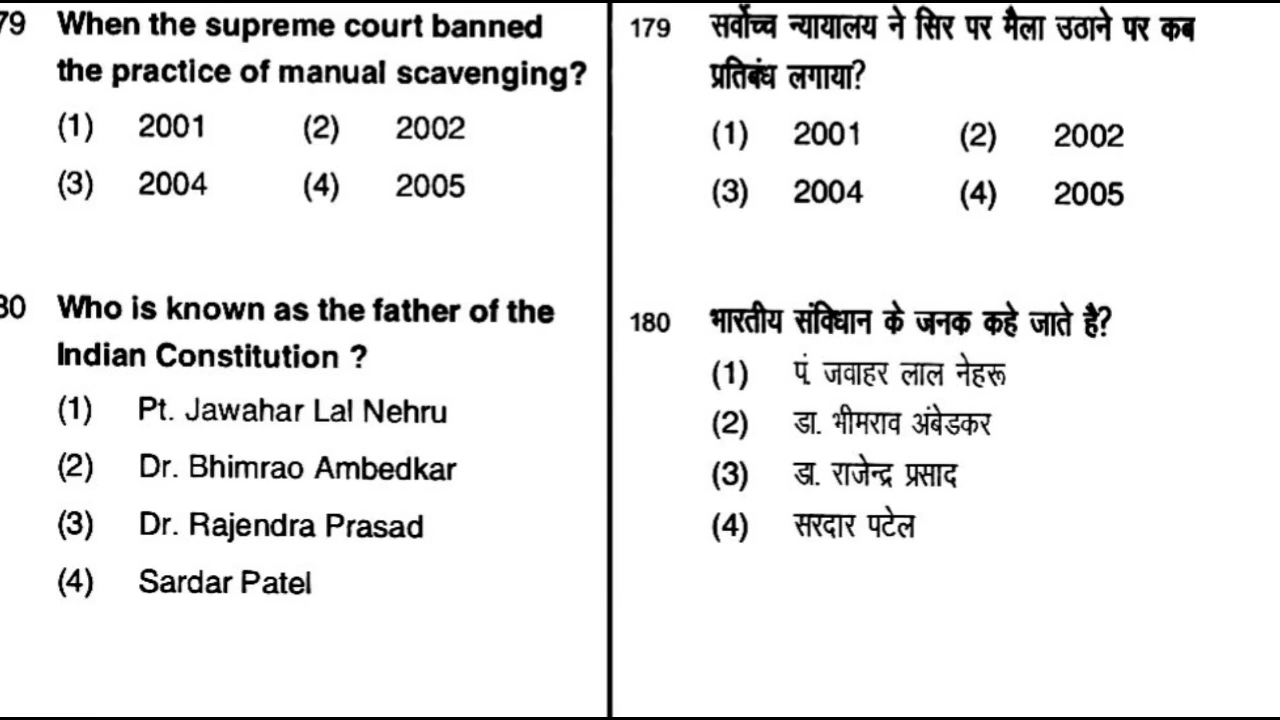 79 When the supreme court banned
the practice of manual scavenging?
(1) 2001 (2) 2002
(3) 2004 (4) 2005
80 Who is known as the father of the
Indian Constitution ?
(1) Pt. Jawahar Lal Nehru
(2) Dr. Bhimrao Ambedkar
(3) Dr. Rajendra Prasad
(4) Sardar Patel
179 सर्वोच्च न्यायालय ने सिर पर मैला उठाने पर कब
प्रतिबंध लगाया?
(1) 2001 (2) 2002
(3) 2004 (4) 2005
180 भारतीय संविधान के जनक कहे जाते है?
(1) पं. जवाहर लाल नेहरू
(2) डा. भीमराव अंबेडकर
(3) डा. राजेन्द्र प्रसाद
(4) सरदार पटेल